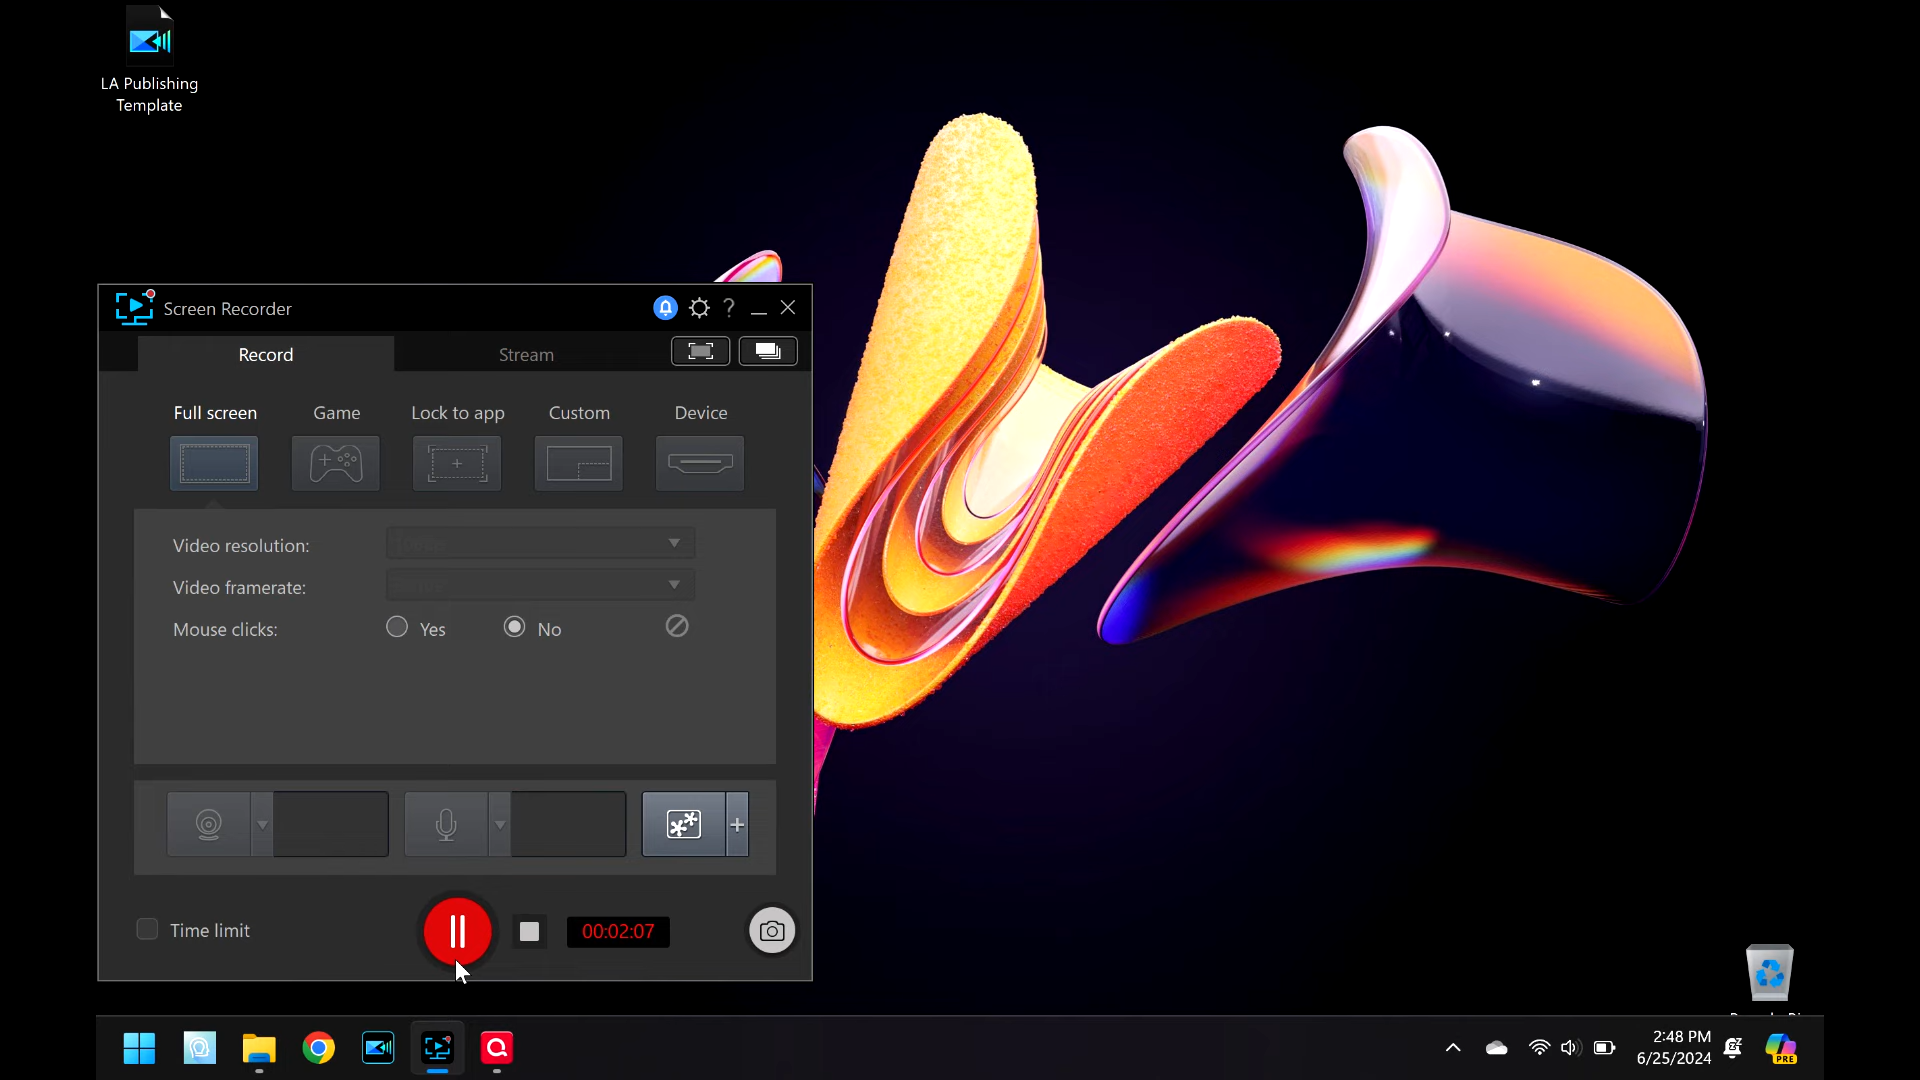 LA Publishing
Template
Screen Recorder
Record
Stream
Full screen
Game
Lock to app
Custom
Device
Video resolution:
Video framerate:
Mouse clicks:
Yes
No
Time limit
00:02:07
2:48 PM
6/25/2024
PRE